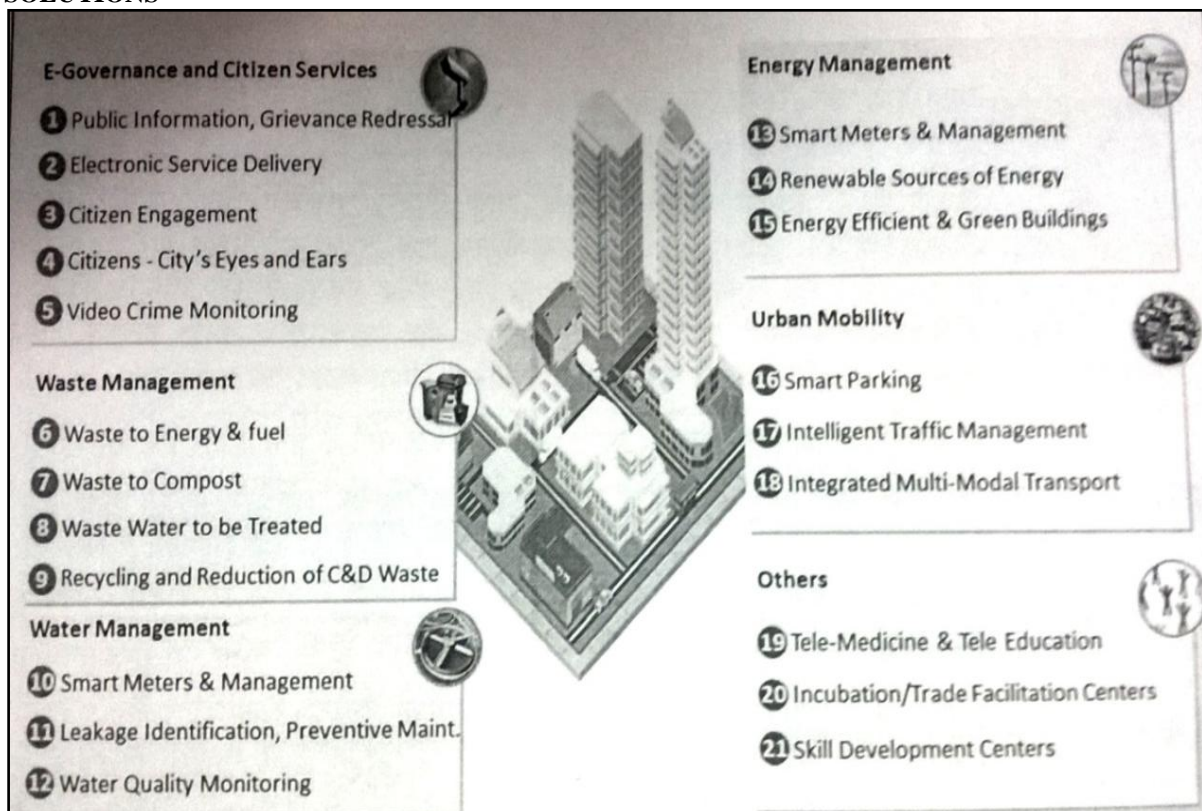 SOLUTIONS
E-Governance and Citizen Services
1 Public Information, Grievance Redressal
2 Electronic Service Delivery
3 Citizen Engagement
4 Citizens - City's Eyes and Ears
5 Video Crime Monitoring
Waste Management
6 Waste to Energy & fuel
7 Waste to Compost
8 Waste Water to be Treated
9 Recycling and Reduction of C&D Waste
Water Management
10 Smart Meters & Management
11 Leakage Identification, Preventive Maint.
12 Water Quality Monitoring
Energy Management
13 Smart Meters & Management
14 Renewable Sources of Energy
15 Energy Efficient & Green Buildings
Urban Mobility
16 Smart Parking
17 Intelligent Traffic Management
18 Integrated Multi-Modal Transport
Others
19 Tele-Medicine & Tele Education
20 Incubation/Trade Facilitation Centers
21 Skill Development Centers